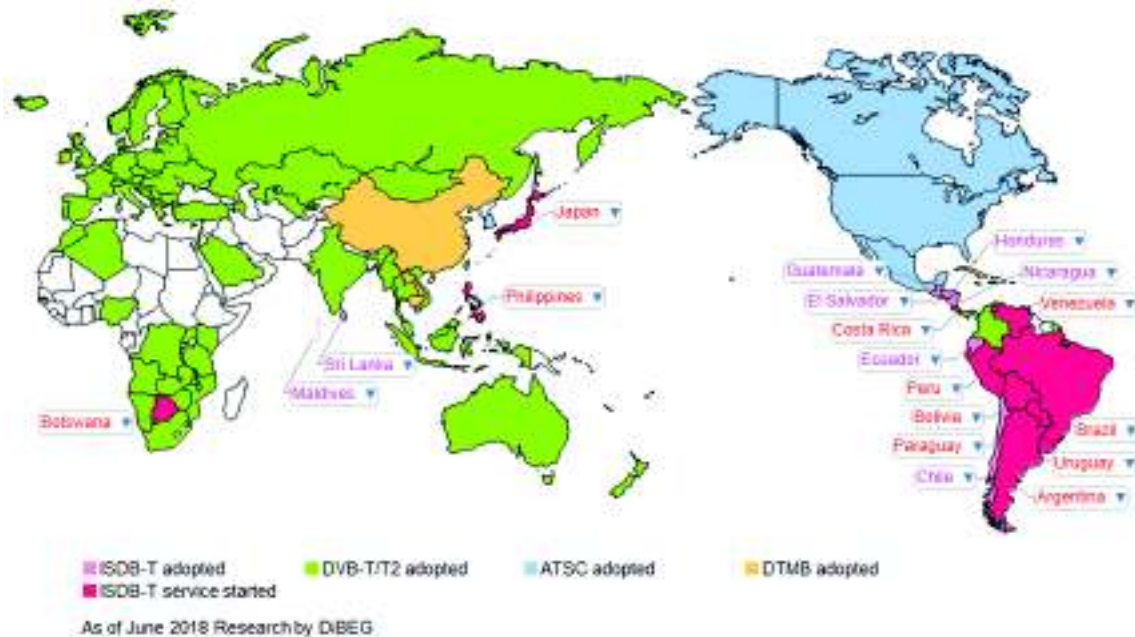 Japan
Honduras
Guatemala
Nicaragua
El Salvador
Philippines
Venezuela
Costa Rica
Ecuador
Sri Lanka
Maldives
Peru
Botswana
Bolivia
Brazil
Paraguay
Uruguay
Chile
Argentina
ISDB-T adopted DVB-T/T2 adopted ATSC adopted DTMB adopted
ISDB-T service started
As of June 2018 Research by DiBEG